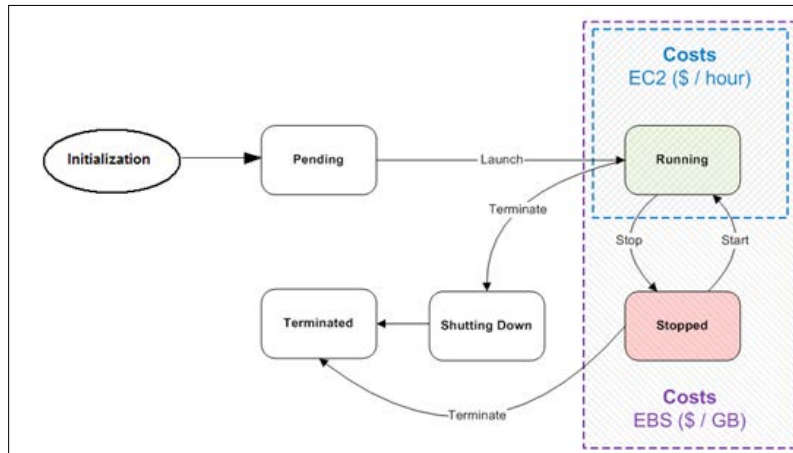 Costs
EC2 ($ / hour)
Initialization
Pending
Launch
Running
Terminate
Stop
Start
Terminated
Shutting Down
Stopped
Terminate
Costs
EBS ($ / GB)